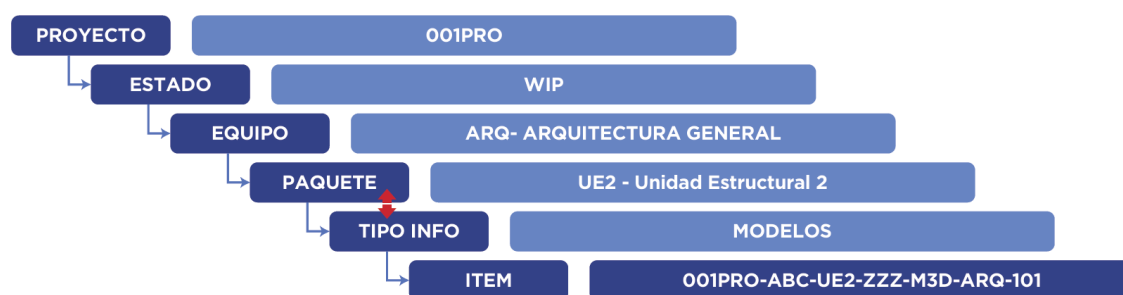 PROYECTO 001PRO
ESTADO WIP
EQUIPO ARQ- ARQUITECTURA GENERAL
PAQUETE UE2 - Unidad Estructural 2
TIPO INFO MODELOS
ITEM 001PRO-ABC-UE2-ZZZ-M3D-ARQ-101